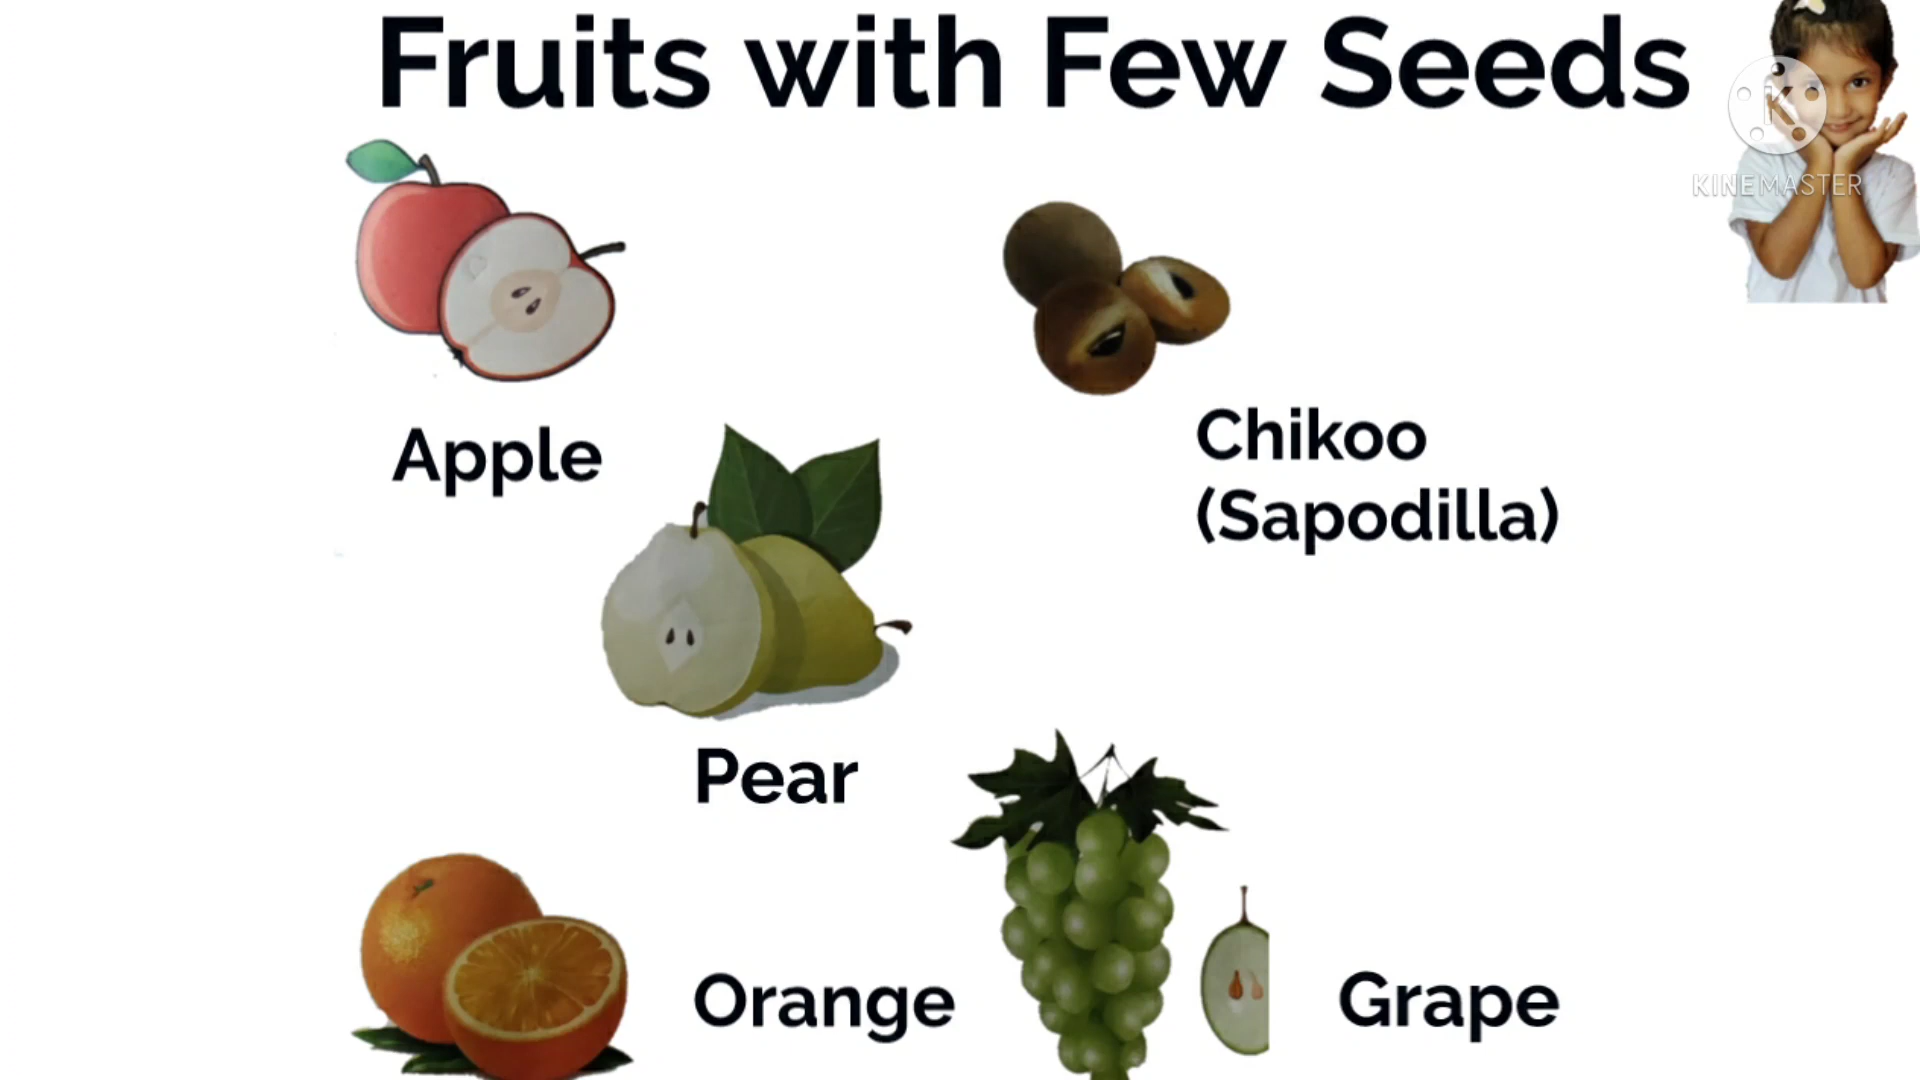 Fruits with Few Seeds
K
KINEMASTER
Apple
Chikoo
(Sapodilla)
Pear
Orange
Grape